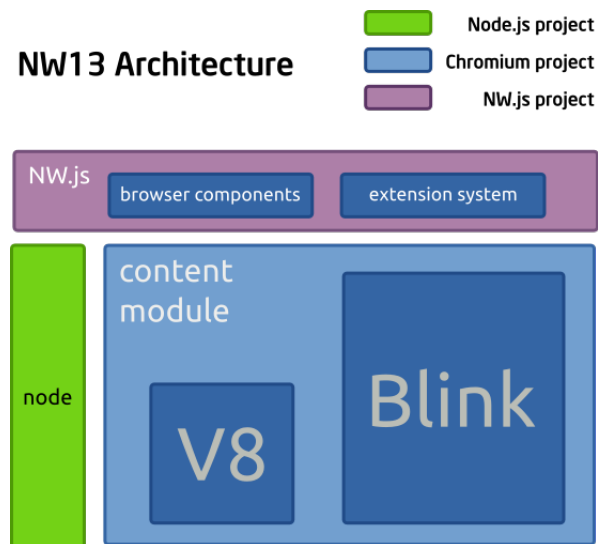 NW13 Architecture
Node.js project
Chromium project
NW.js project
NW.js
browser components
extension system
content
module
node
V8
Blink